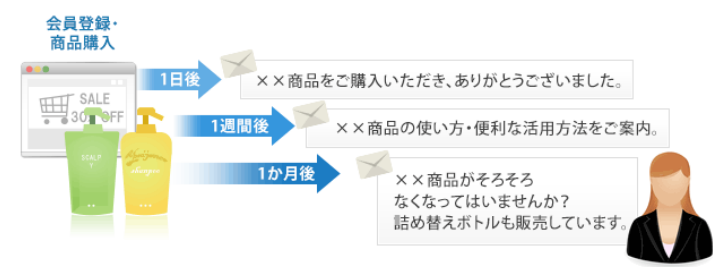 会員登録・
商品購入
SALE
30%OFF
SCALP
1日後
××商品をご購入いただき、ありがとうございました。
1週間後
××商品の使い方・便利な活用方法をご案内。
1か月後
××商品がそろそろ
なくなってはいませんか？
詰め替えボトルも販売しています。